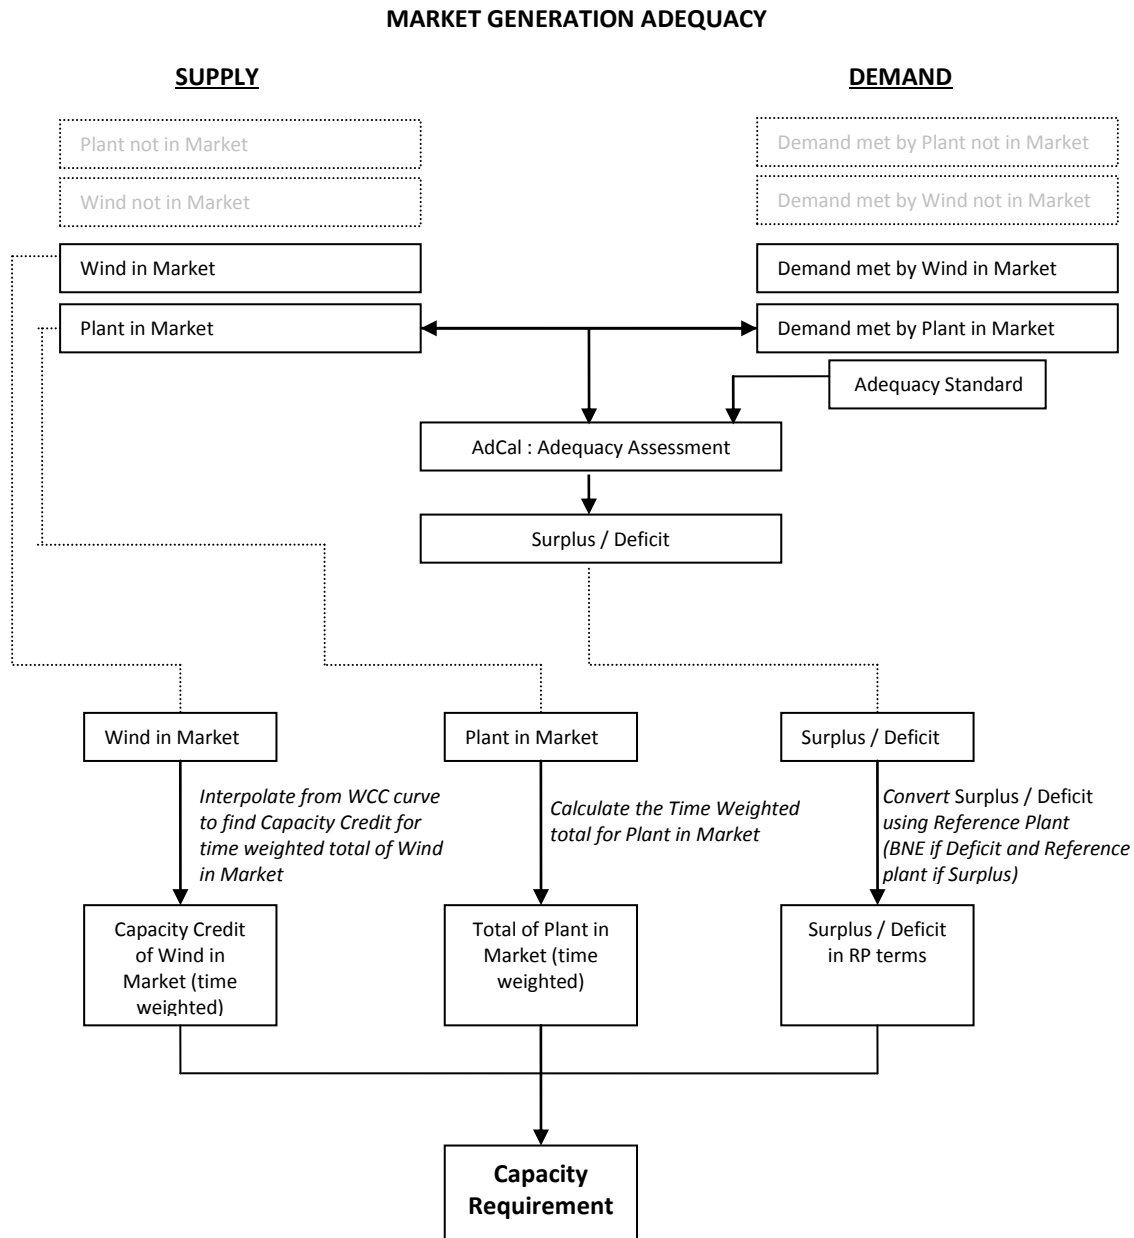 MARKET GENERATION ADEQUACY
SUPPLY
DEMAND
Plant not in Market
Demand met by Plant not in Market
Wind not in Market
Demand met by Wind not in Market
Wind in Market
Demand met by Wind in Market
Plant in Market
Demand met by Plant in Market
Adequacy Standard
AdCal : Adequacy Assessment
Surplus / Deficit
Wind in Market
Plant in Market
Surplus / Deficit
Interpolate from WCC curve
to find Capacity Credit for
time weighted total of Wind
in Market
Calculate the Time Weighted
total for Plant in Market
Convert Surplus / Deficit
using Reference Plant
(BNE if Deficit and Reference
plant if Surplus)
Capacity Credit
of Wind in
Market (time
weighted)
Total of Plant in
Market (time
weighted)
Surplus / Deficit
in RP terms
Capacity
Requirement